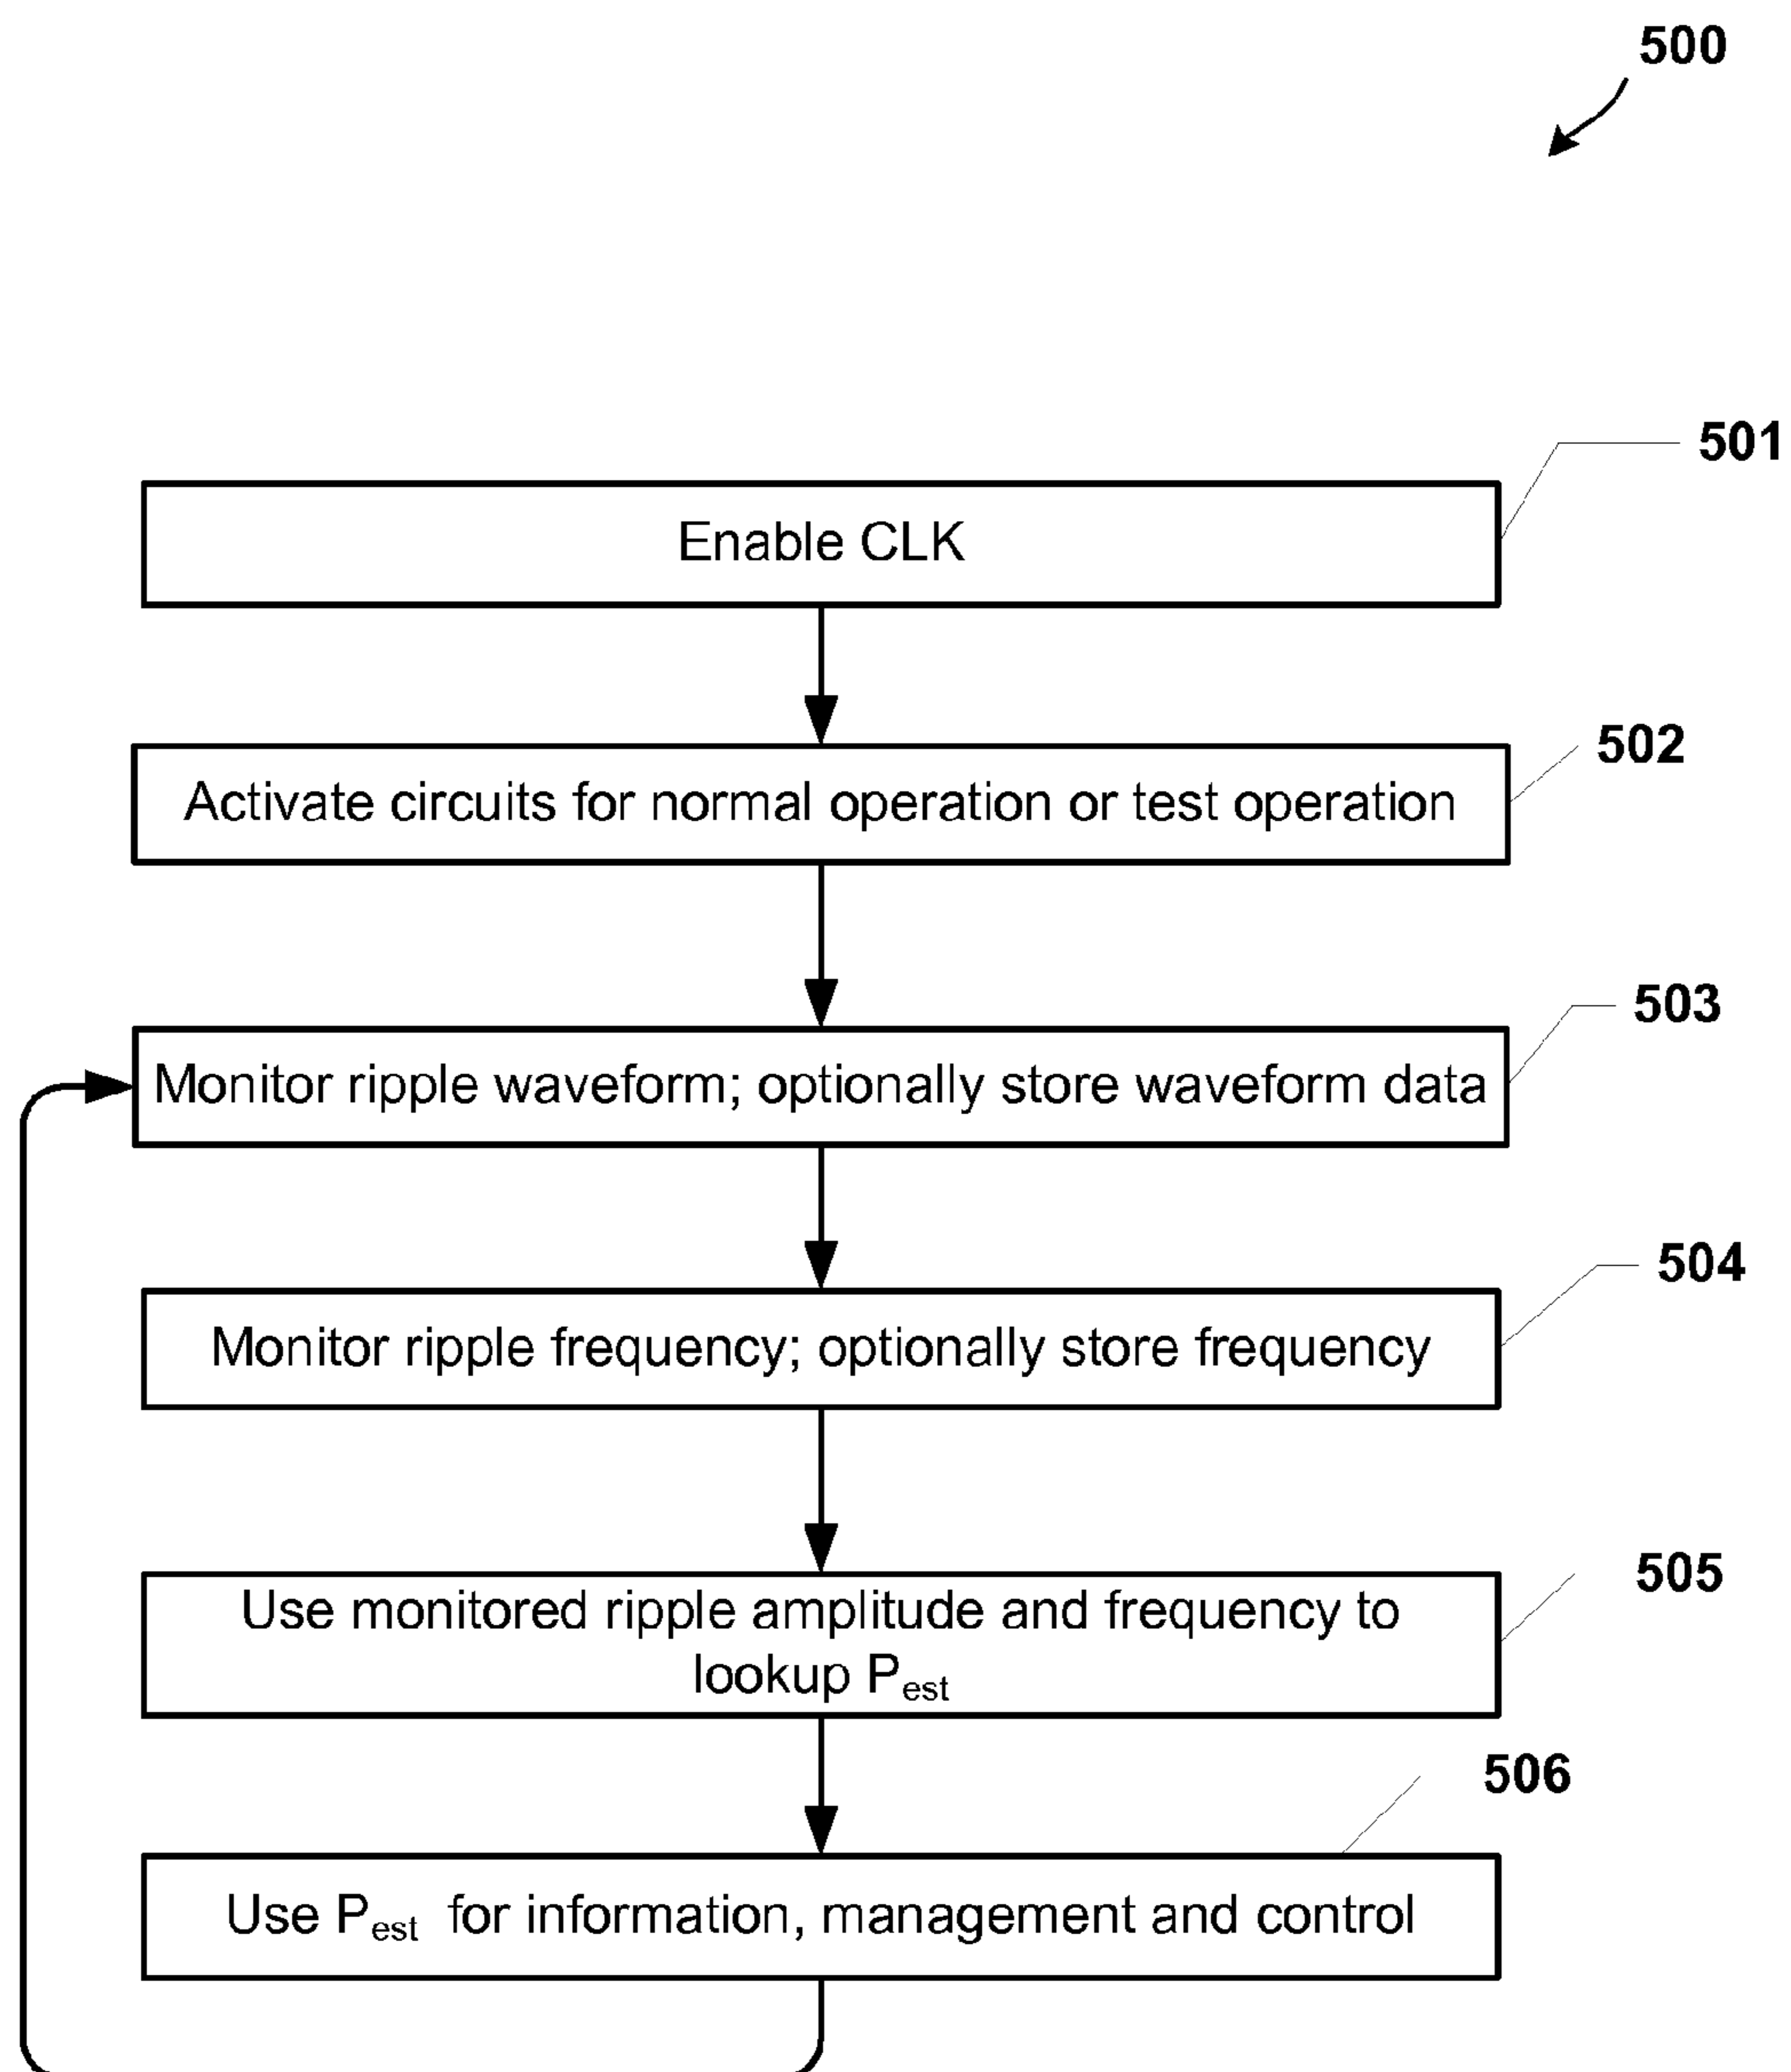 500
501
Enable CLK
502
Activate circuits for normal operation or test operation
503
Monitor ripple waveform; optionally store waveform data
504
Monitor ripple frequency; optionally store frequency
505
Use monitored ripple amplitude and frequency to
lookup Pest
506
Use Pest for information, management and control